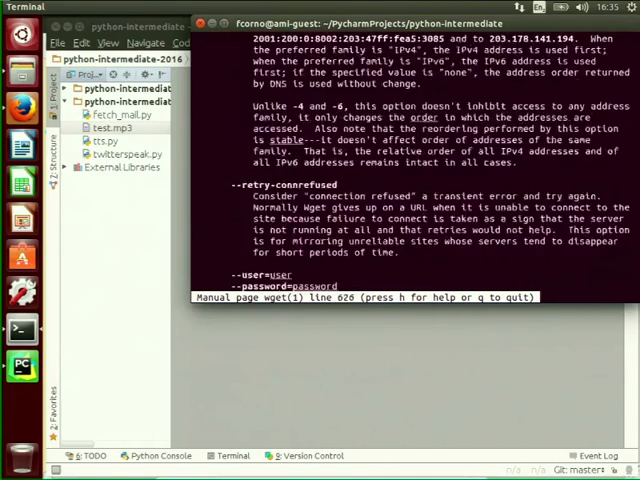 Terminal
En
16:35
File Edit View Navigate Cod
fcorno@ami-guest: ~/PycharmProjects/python-intermediate
python-intermediate-2016
1: Project
Proj...
python-intermediat
python-intermediat
fetch_mail.py
test.mp3
tts.py
twitterspeak.py
External Libraries
7: Structure
2: Favorites
2001:200:0:8002:203:47ff:fea5:3085 and to 203.178.141.194. When
the preferred family is "IPv4", the IPv4 address is used first;
when the preferred family is "IPv6", the IPv6 address is used
first; if the specified value is "none", the address order returned
by DNS is used without change.
Unlike -4 and -6, this option doesn't inhibit access to any address
family, it only changes the order in which the addresses are
accessed. Also note that the reordering performed by this option
is stable---it doesn't affect order of addresses of the same
family. That is, the relative order of all IPv4 addresses and of
all IPv6 addresses remains intact in all cases.
--retry-connrefused
Consider "connection refused" a transient error and try again.
Normally Wget gives up on a URL when it is unable to connect to the
site because failure to connect is taken as a sign that the server
is not running at all and that retries would not help. This option
is for mirroring unreliable sites whose servers tend to disappear
for short periods of time.
--user=user
--password=password
Manual page wget(1) line 626 (press h for help or q to quit)
PC
6: TODO Python Console Terminal 9: Version Control Event Log
n/a n/a Git: master